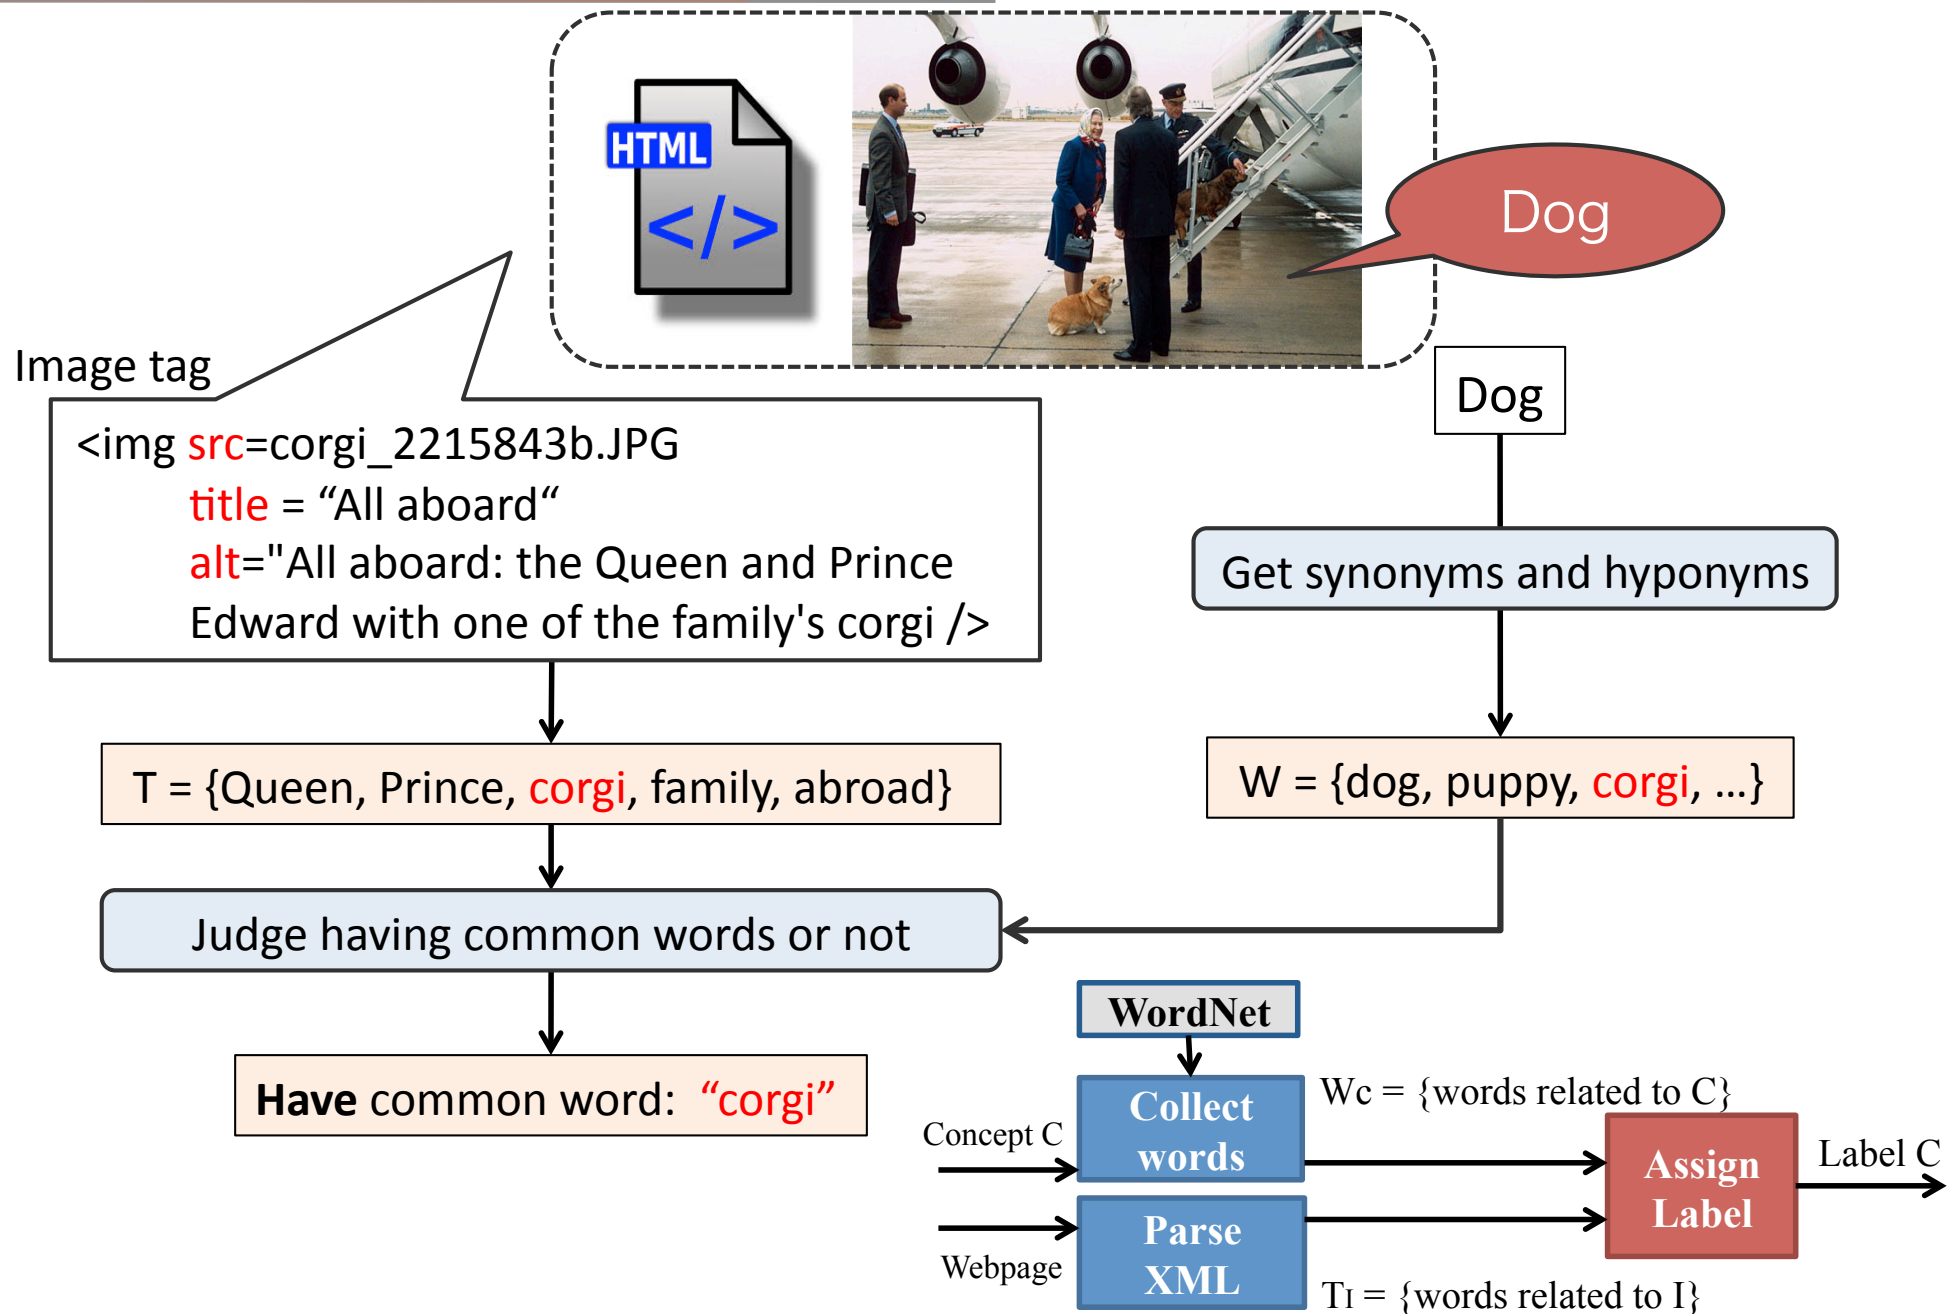 HTML
</>
Dog
Image tag
<img src=corgi_2215843b.JPG
title = “All aboard“
alt="All aboard: the Queen and Prince
Edward with one of the family's corgi />
Dog
Get synonyms and hyponyms
T = {Queen, Prince, corgi, family, abroad}
W = {dog, puppy, corgi, ...}
Judge having common words or not
Have common word: “corgi”
WordNet
Collect
words
Concept C
Wc = {words related to C}
Assign
Label
Label C
Parse
XML
Webpage
TI = {words related to I}